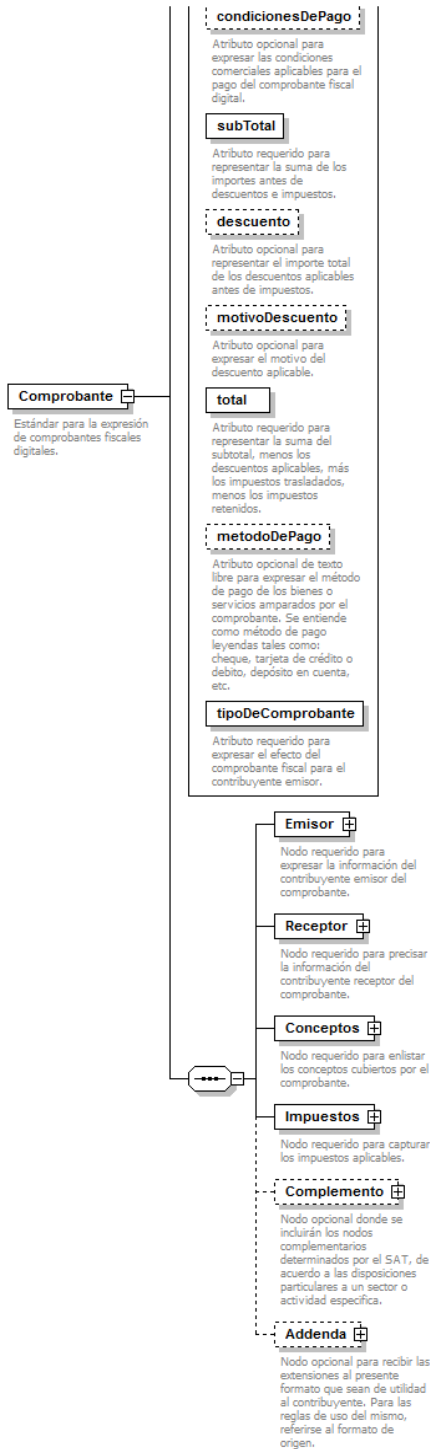 condicionesDePago
Atributo opcional para
expresar las condiciones
comerciales aplicables para el
pago del comprobante fiscal
digital.
subTotal
Atributo requerido para
representar la suma de los
importes antes de
descuentos e impuestos.
descuento
Atributo opcional para
representar el importe total
de los descuentos aplicables
antes de impuestos.
motivoDescuento
Atributo opcional para
expresar el motivo del
descuento aplicable.
Comprobante
Estándar para la expresión
de comprobantes fiscales
digitales.
total
Atributo requerido para
representar la suma del
subtotal, menos los
descuentos aplicables, más
los impuestos trasladados,
menos los impuestos
retenidos.
metodoDePago
Atributo opcional de texto
libre para expresar el método
de pago de los bienes o
servicios amparados por el
comprobante. Se entiende
como método de pago
leyendas tales como:
cheque, tarjeta de crédito o
debito, depósito en cuenta,
etc.
tipoDeComprobante
Atributo requerido para
expresar el efecto del
comprobante fiscal para el
contribuyente emisor.
Emisor
Nodo requerido para
expresar la información del
contribuyente emisor del
comprobante.
Receptor
Nodo requerido para precisar
la información del
contribuyente receptor del
comprobante.
Conceptos
Nodo requerido para enlistar
los conceptos cubiertos por el
comprobante.
Impuestos
Nodo requerido para capturar
los impuestos aplicables.
Complemento
Nodo opcional donde se
incluirán los nodos
complementarios
determinados por el SAT, de
acuerdo a las disposiciones
particulares a un sector o
actividad especifica.
Addenda
Nodo opcional para recibir las
extensiones al presente
formato que sean de utilidad
al contribuyente. Para las
reglas de uso del mismo,
referirse al formato de
origen.